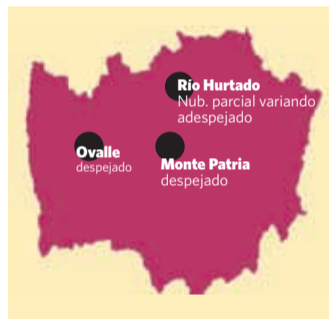 Río Hurtado
Nub. parcial variando
adespejado
Ovalle
despejado
Monte Patria
despejado